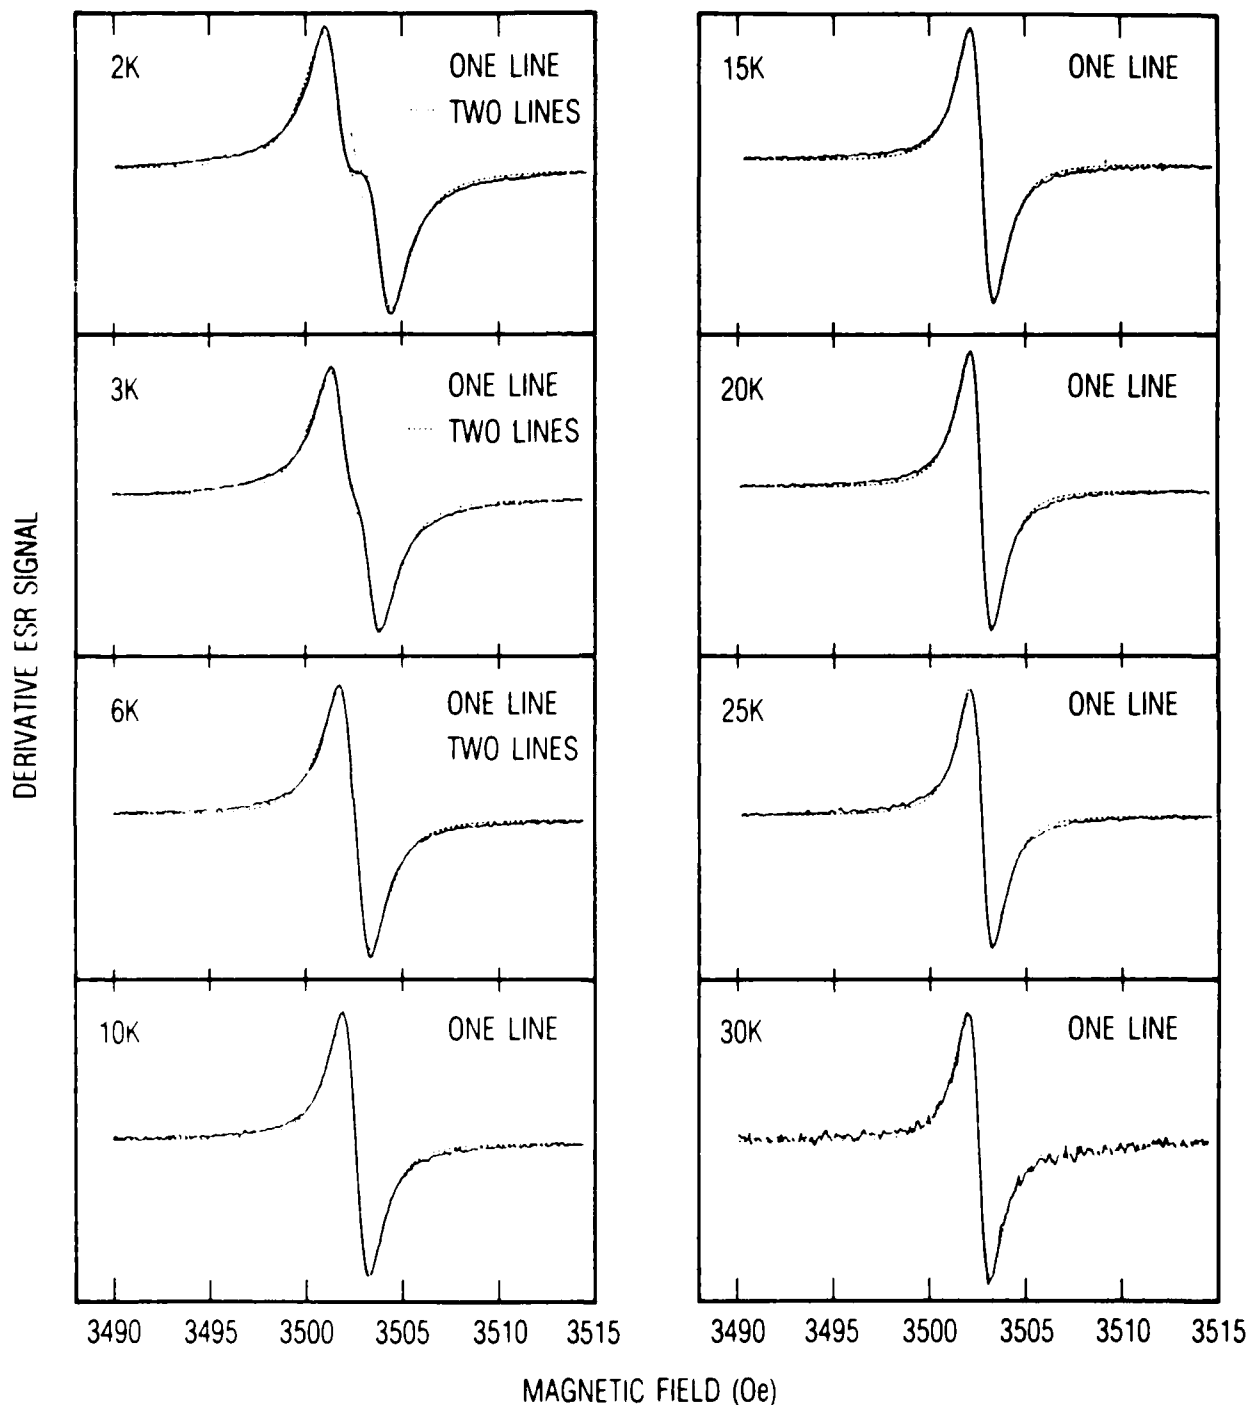 DERIVATIVE ESR SIGNAL
2K
ONE LINE
TWO LINES
3K
ONE LINE
TWO LINES
6K
ONE LINE
TWO LINES
10K
ONE LINE
3490 3495 3500 3505 3510 3515
15K
ONE LINE
20K
ONE LINE
25K
ONE LINE
30K
ONE LINE
3490 3495 3500 3505 3510 3515
MAGNETIC FIELD (Oe)